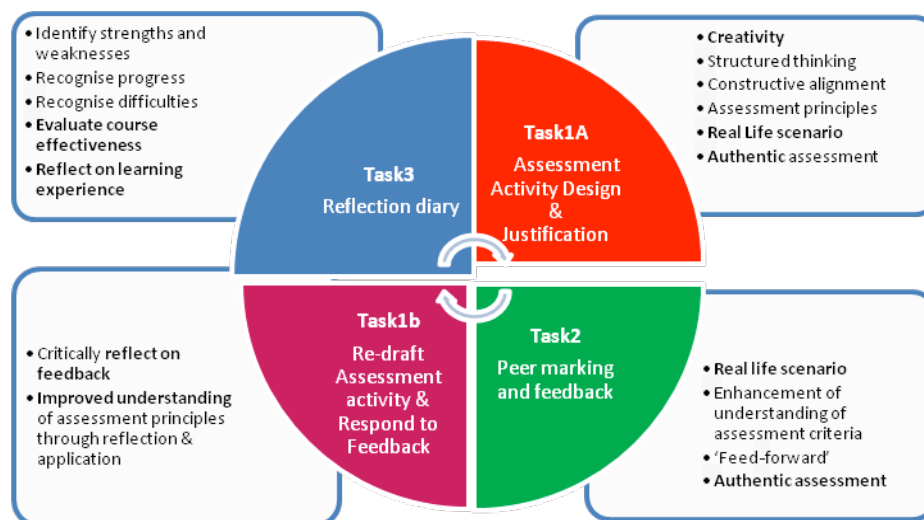 • Identify strengths and
weaknesses
• Recognise progress
• Recognise difficulties
• Evaluate course
effectiveness
• Reflect on learning
experience
• Creativity
• Structured thinking
• Constructive alignment
• Assessment principles
• Real Life scenario
• Authentic assessment
Task3
Reflection diary
Task1A
Assessment
Activity Design
&
Justification
Task1b
Re-draft
Assessment
activity &
Respond to
Feedback
Task2
Peer marking
and feedback
• Critically reflect on
feedback
• Improved understanding
of assessment principles
through reflection &
application
• Real life scenario
• Enhancement of
understanding of
assessment criteria
• ‘Feed-forward’
• Authentic assessment